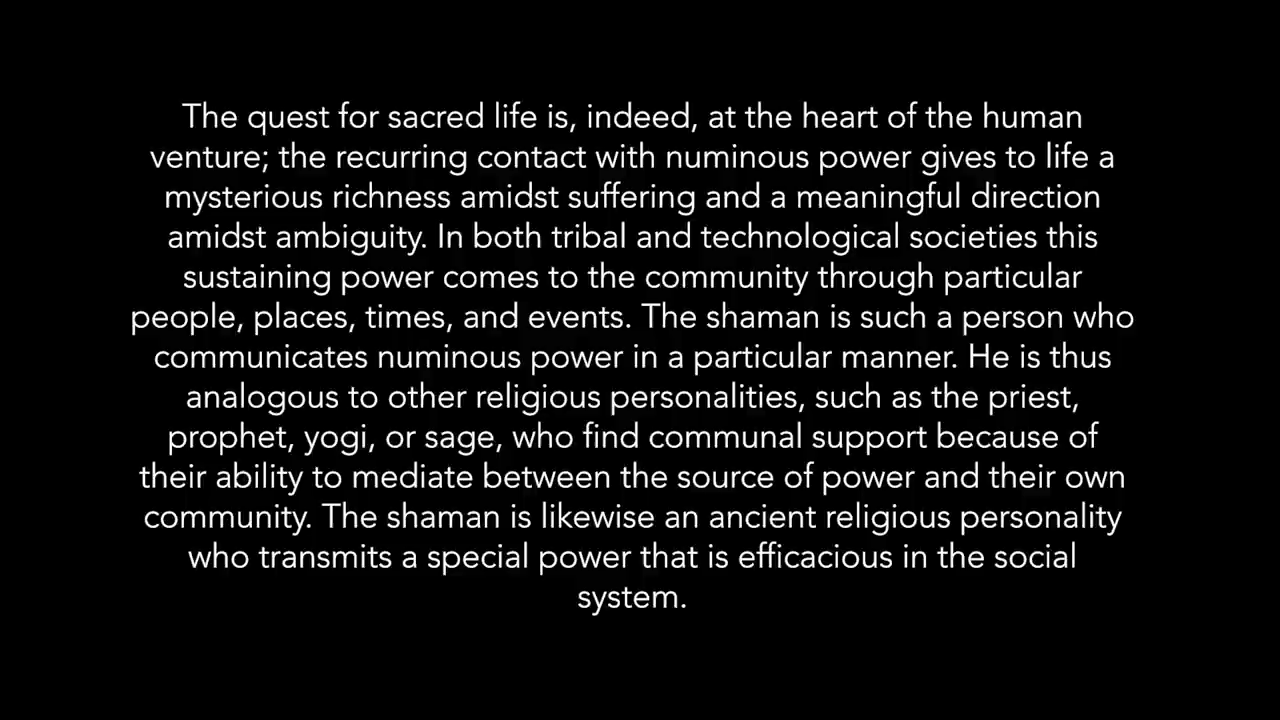 The quest for sacred life is, indeed, at the heart of the human
venture; the recurring contact with numinous power gives to life a
mysterious richness amidst suffering and a meaningful direction
amidst ambiguity. In both tribal and technological societies this
sustaining power comes to the community through particular
people, places, times, and events. The shaman is such a person who
communicates numinous power in a particular manner. He is thus
analogous to other religious personalities, such as the priest,
prophet, yogi, or sage, who find communal support because of
their ability to mediate between the source of power and their own
community. The shaman is likewise an ancient religious personality
who transmits a special power that is efficacious in the social
system.